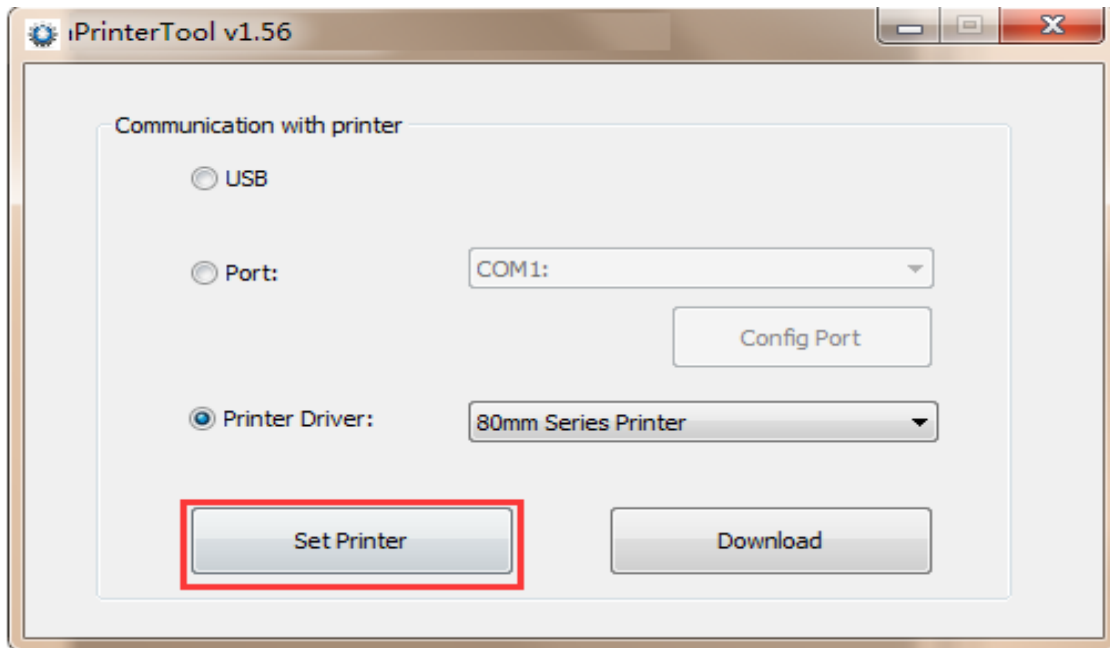 ıPrinterTool v1.56
Communication with printer
USB
Port:
COM1:
Config Port
Printer Driver:
80mm Series Printer
Set Printer
Download